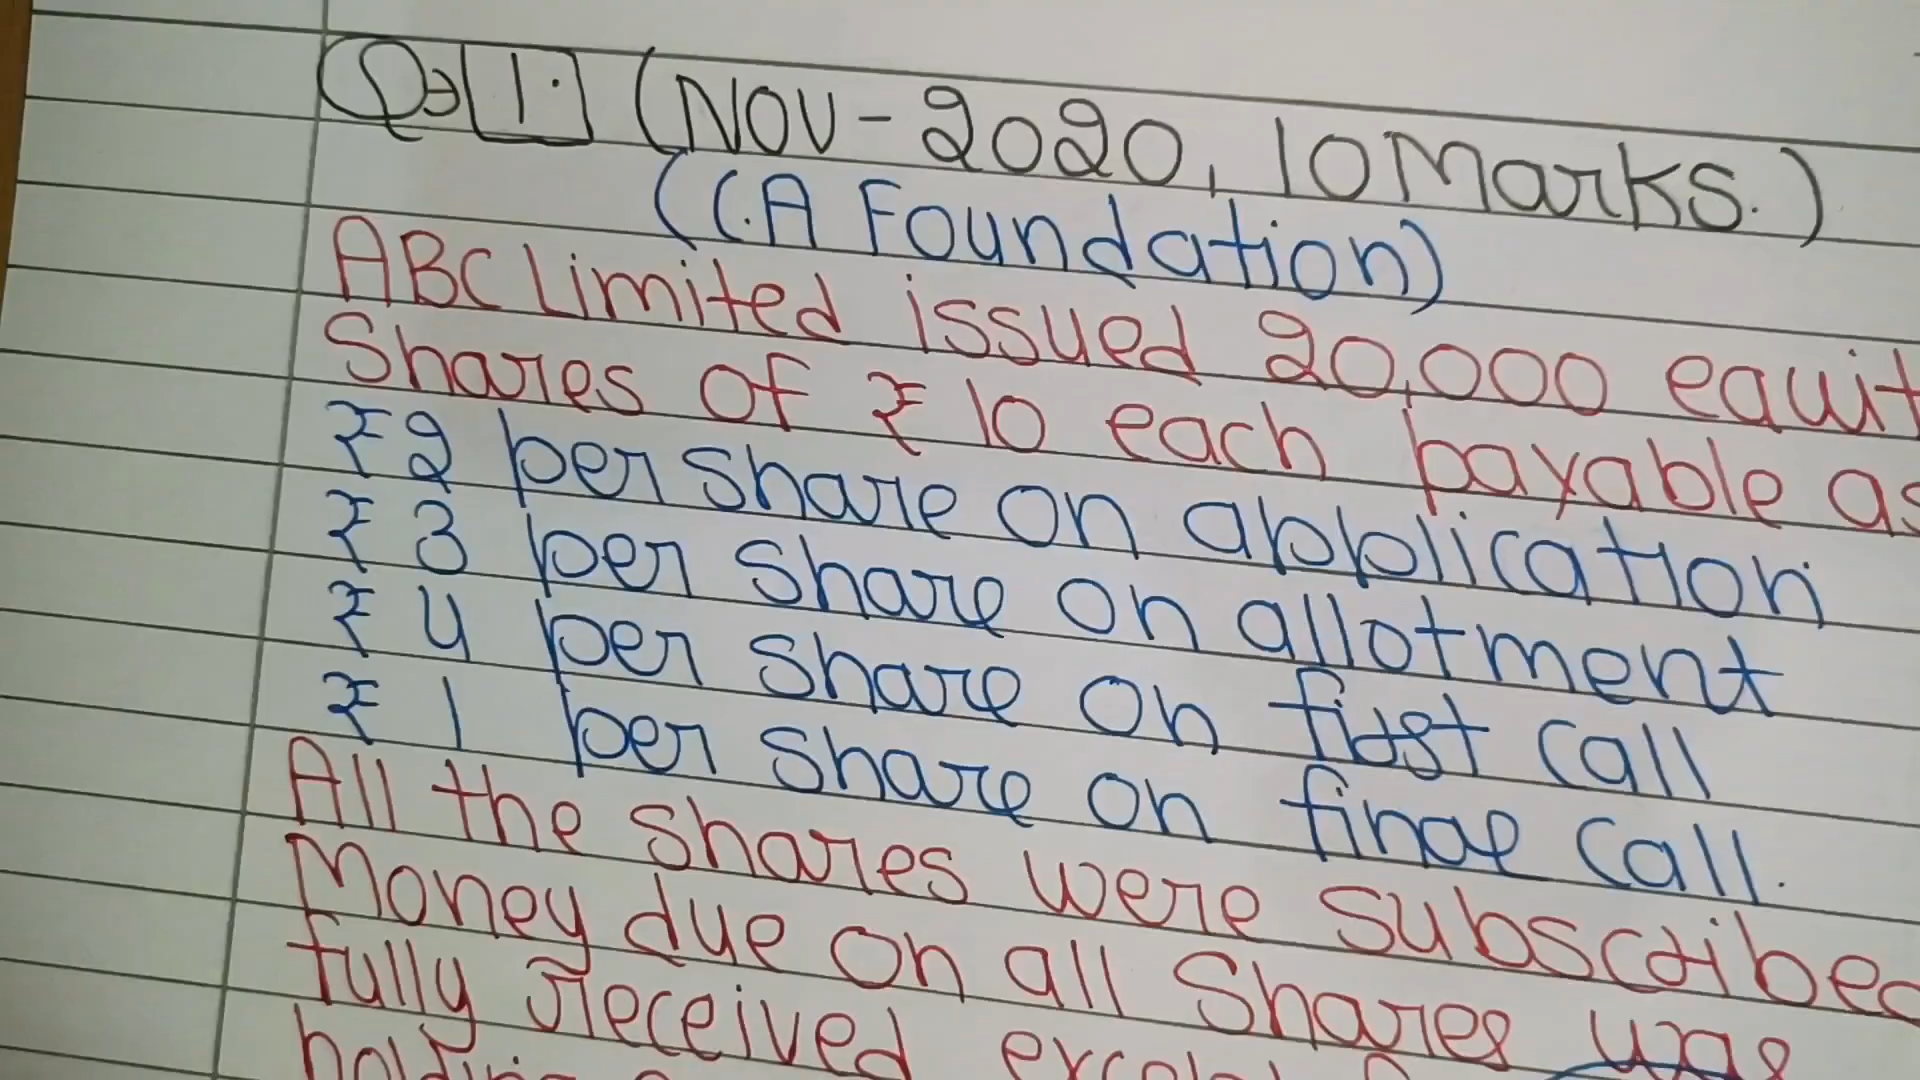 Q→ 1. (NOV-2020, 10 Marks.)
(C.A Foundation)
ABC Limited issued 20,000 equit
Shares of ₹ 10 each payable as
₹ 2 per share on application
₹ 3 per share on allotment
₹ 4 per share on first call
₹ 1 per share on final call.
All the shares were subscribed
Money due on all Shares was
fully received